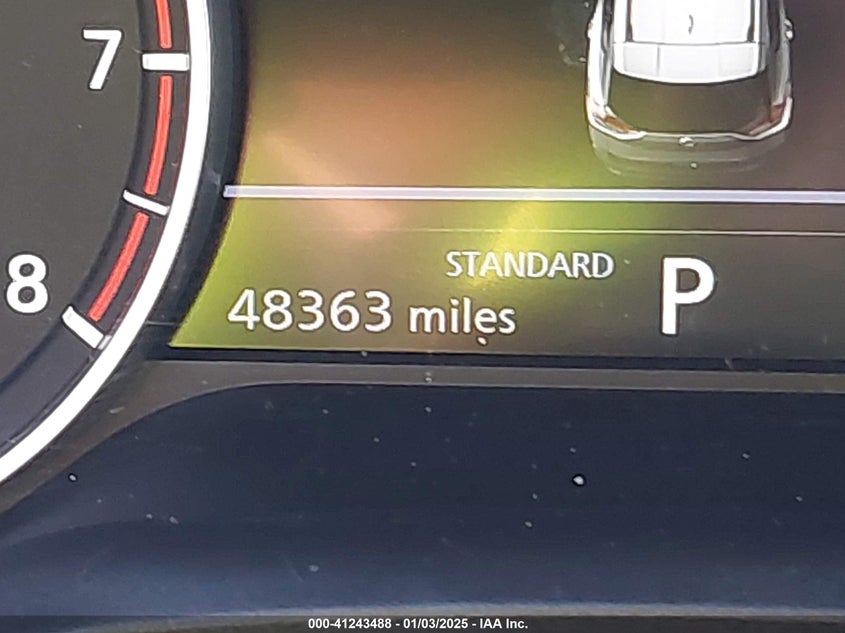 7
STANDARD
P
8
48363 miles
000-41243488 - 01/03/2025 - IAA Inc.